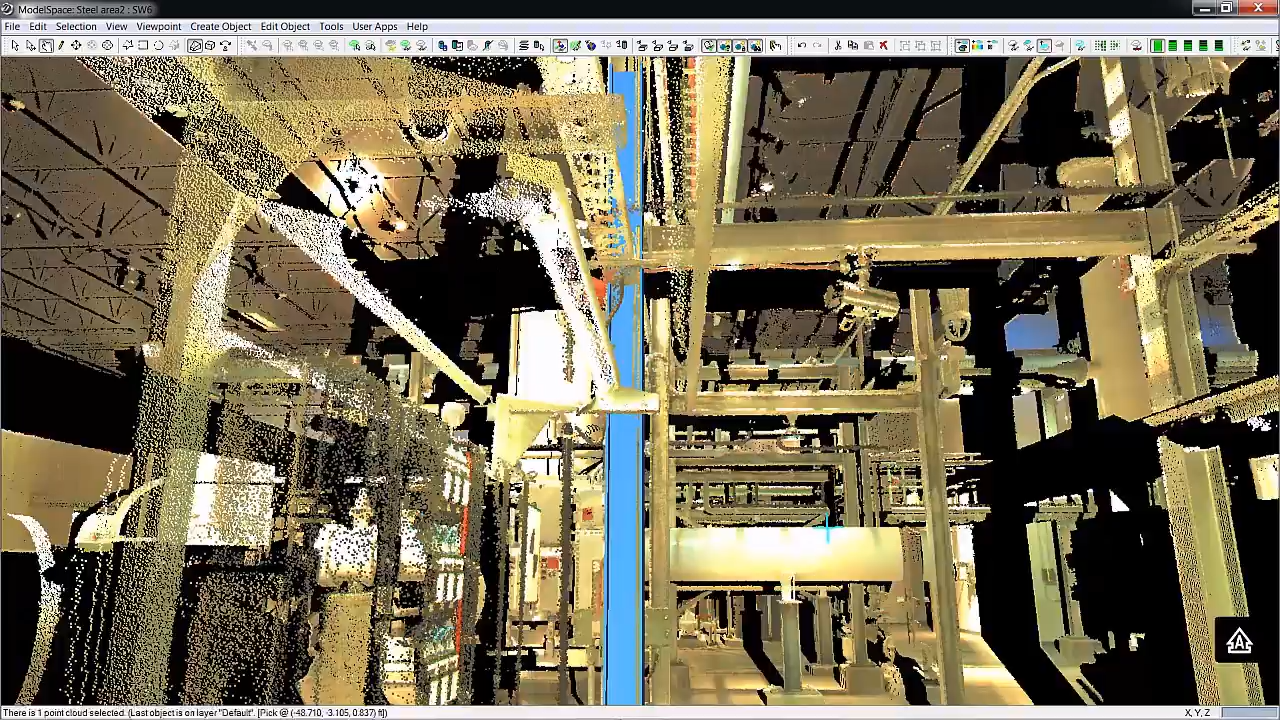 ModelSpace: Steel area2 : SW6
File Edit Selection View Viewpoint Create Object Edit Object Tools User Apps Help
There is 1 point cloud selected. (Last object is on layer "Default". [Pick @ (-48.710, -3.105, 0.837) ft])
X, Y, Z